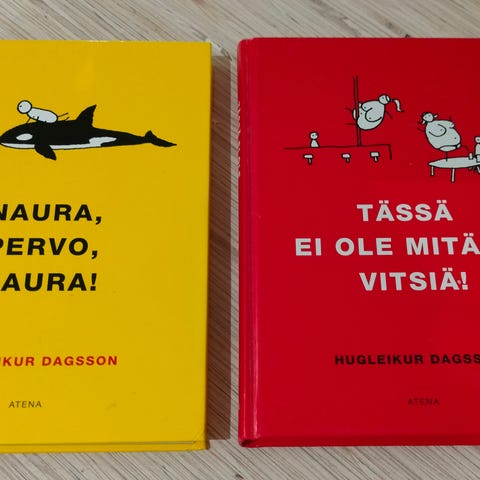 NAURA,
PERVO,
AURA!
IKUR DAGSSON
ATENA
TÄSSÄ
EI OLE MITÄ
VITSIÄ!
HUGLEIKUR DAGSS
ATENA